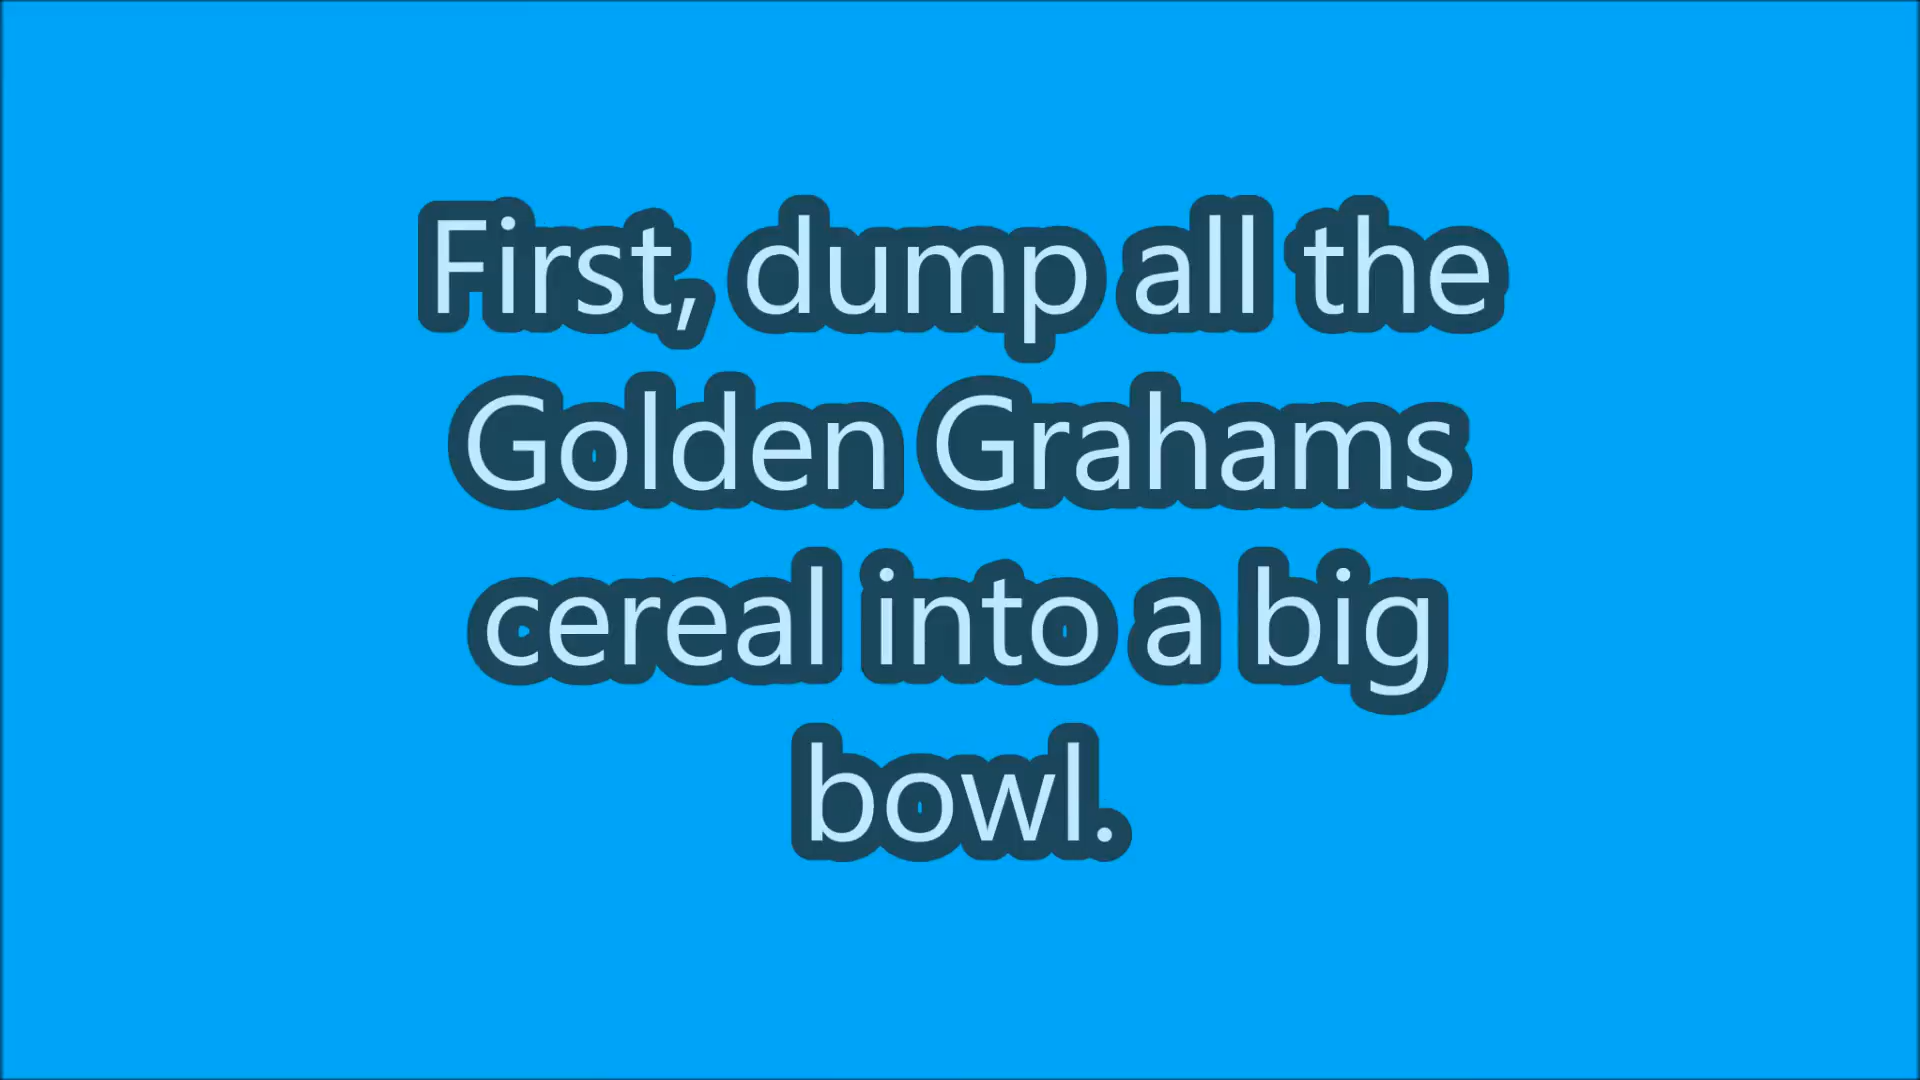 First, dump all the
Golden Grahams
cereal into a big
bowl.